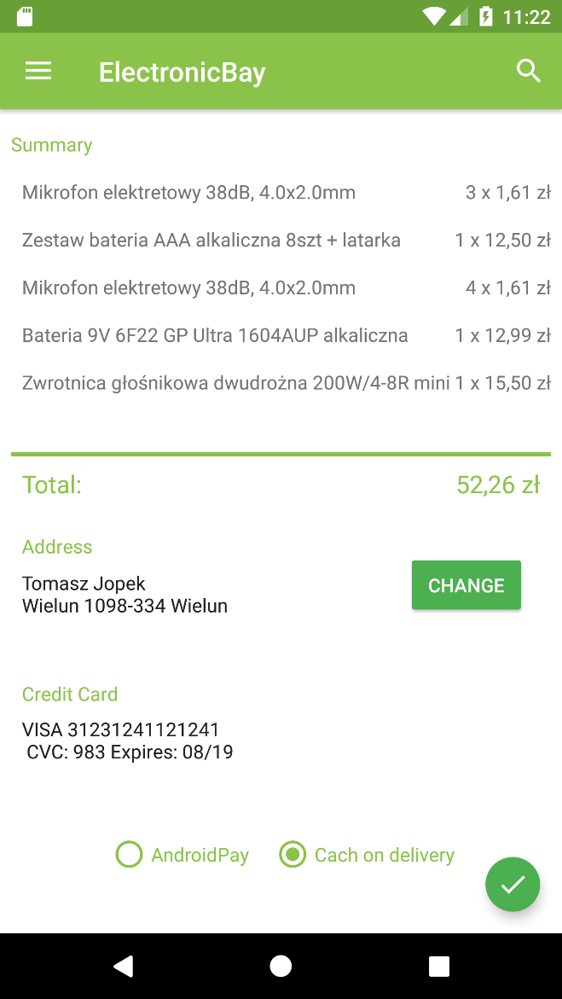 11:22
ElectronicBay
Summary
Mikrofon elektretowy 38dB, 4.0x2.0mm 3 x 1,61 zł
Zestaw bateria AAA alkaliczna 8szt + latarka 1 x 12,50 zł
Mikrofon elektretowy 38dB, 4.0x2.0mm 4 x 1,61 zł
Bateria 9V 6F22 GP Ultra 1604AUP alkaliczna 1 x 12,99 zł
Zwrotnica głośnikowa dwudrożna 200W/4-8R mini 1 x 15,50 zł
Total: 52,26 zł
Address
Tomasz Jopek
Wielun 1098-334 Wielun
CHANGE
Credit Card
VISA 31231241121241
CVC: 983 Expires: 08/19
AndroidPay Cach on delivery